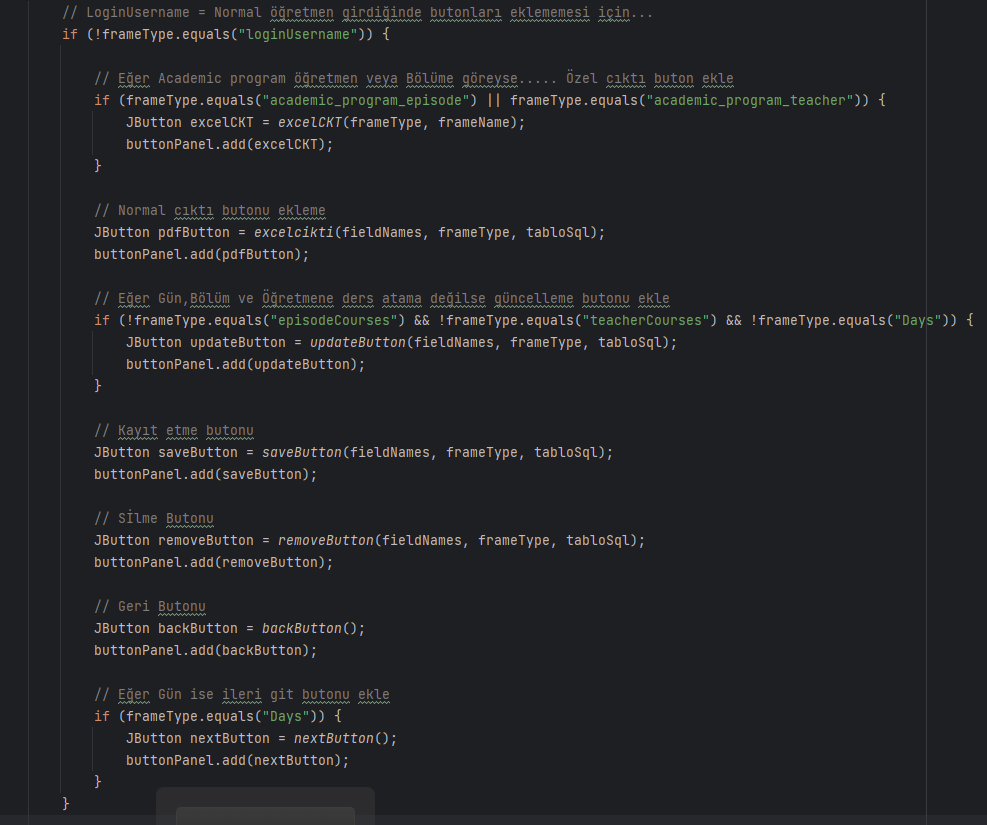 // LoginUsername = Normal öğretmen girdiğinde butonları eklememesi için...
if (!frameType.equals("loginUsername")) {
// Eğer Academic program öğretmen veya Bölüme göreyse..... Özel cıktı buton ekle
if (frameType.equals("academic_program_episode") || frameType.equals("academic_program_teacher")) {
JButton excelCKT = excelCKT(frameType, frameName);
buttonPanel.add(excelCKT);
}
// Normal cıktı butonu ekleme
JButton pdfButton = excelcikti(fieldNames, frameType, tabloSql);
buttonPanel.add(pdfButton);
// Eğer Gün,Bölüm ve Öğretmene ders atama değilse güncelleme butonu ekle
if (!frameType.equals("episodeCourses") && !frameType.equals("teacherCourses") && !frameType.equals("Days")) {
JButton updateButton = updateButton(fieldNames, frameType, tabloSql);
buttonPanel.add(updateButton);
}
// Kayıt etme butonu
JButton saveButton = saveButton(fieldNames, frameType, tabloSql);
buttonPanel.add(saveButton);
// Sİlme Butonu
JButton removeButton = removeButton(fieldNames, frameType, tabloSql);
buttonPanel.add(removeButton);
// Geri Butonu
JButton backButton = backButton();
buttonPanel.add(backButton);
// Eğer Gün ise ileri git butonu ekle
if (frameType.equals("Days")) {
JButton nextButton = nextButton();
buttonPanel.add(nextButton);
}
}